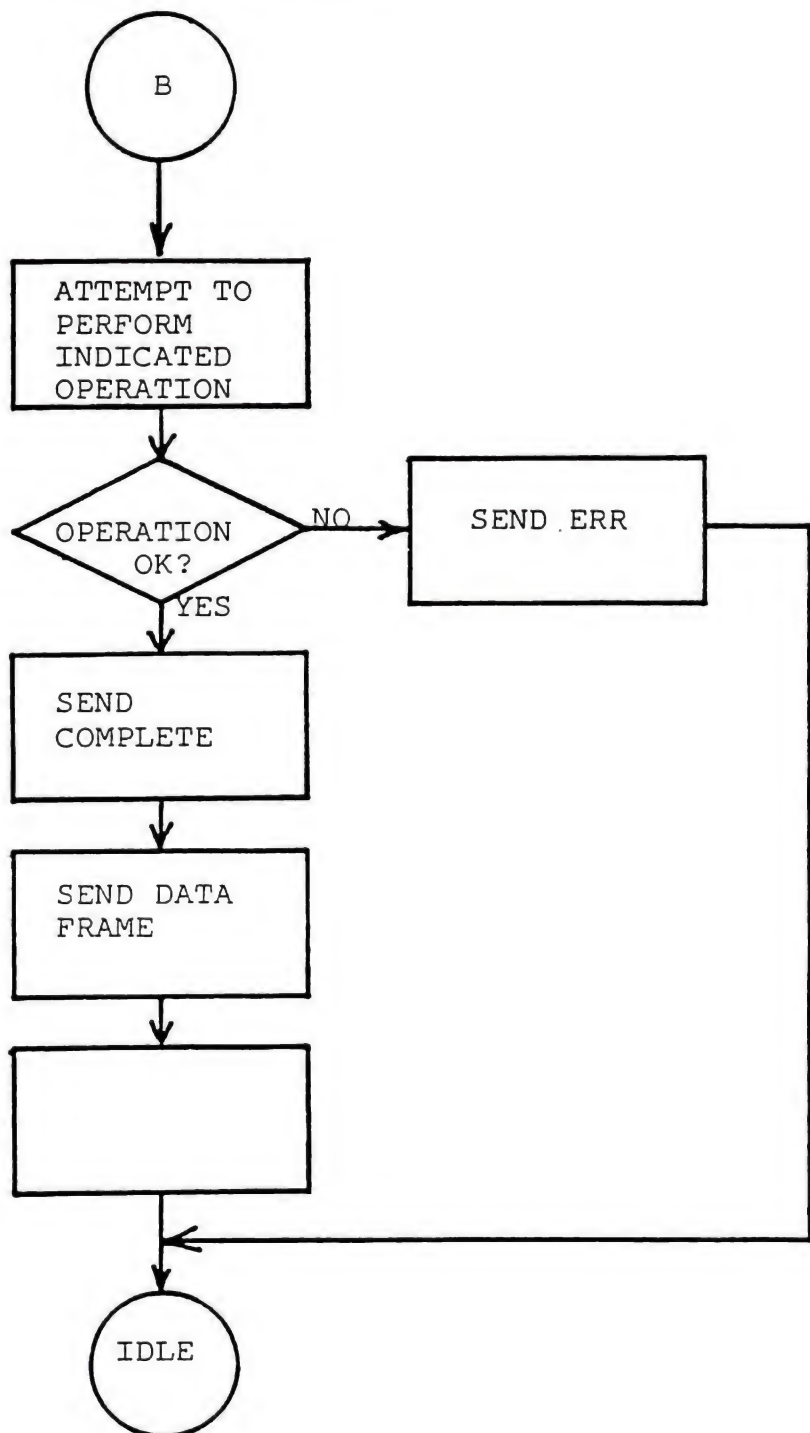 B
ATTEMPT TO
PERFORM
INDICATED
OPERATION
OPERATION
OK?
NO
SEND ERR
YES
SEND
COMPLETE
SEND DATA
FRAME
IDLE